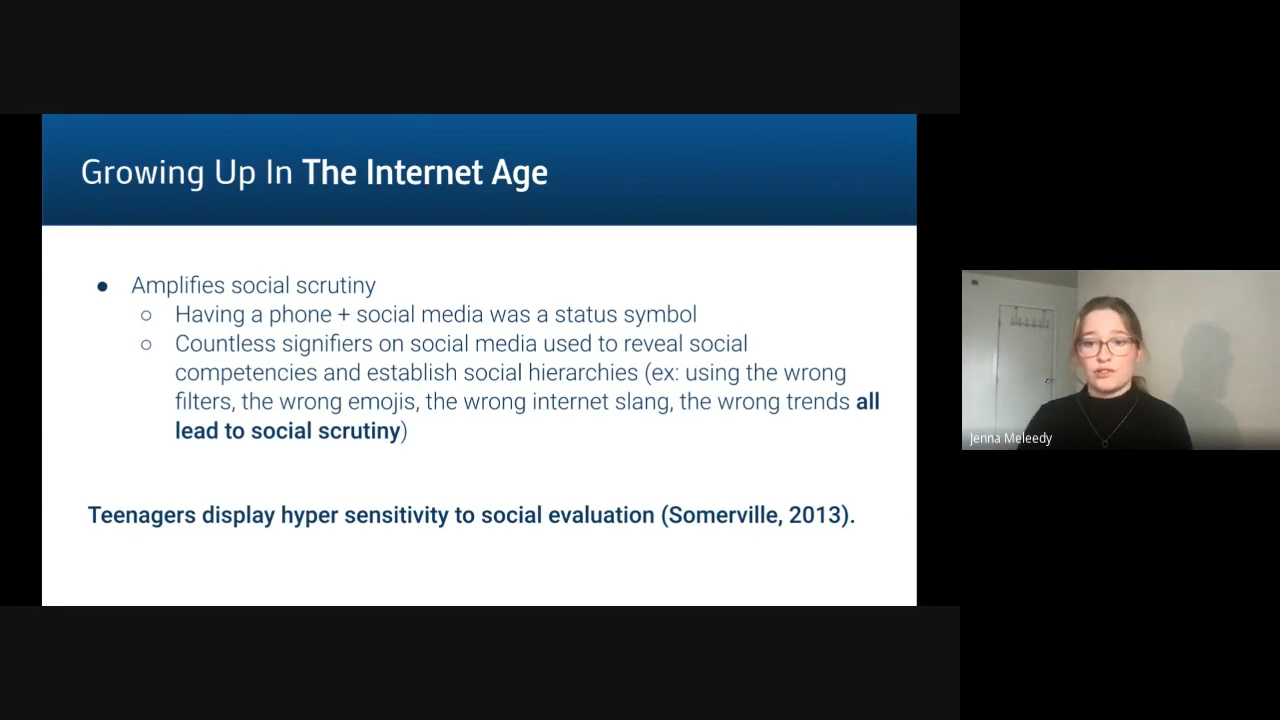 Growing Up In The Internet Age
● Amplifies social scrutiny
○ Having a phone + social media was a status symbol
○ Countless signifiers on social media used to reveal social
competencies and establish social hierarchies (ex: using the wrong
filters, the wrong emojis, the wrong internet slang, the wrong trends all
lead to social scrutiny)
Teenagers display hyper sensitivity to social evaluation (Somerville, 2013).
Jenna Meleedy